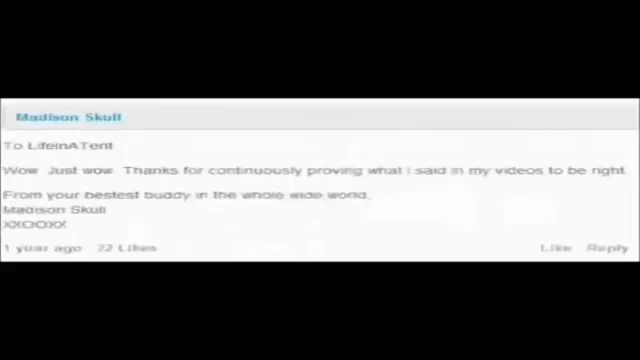 Madison Skull
To LifeinATent
Wow Just wow Thanks for continuously proving what I said in my videos to be right
From your bestest buddy in the whole wide world,
Madison Skull
XXOOXX
1 year ago 22 Likes Like Reply